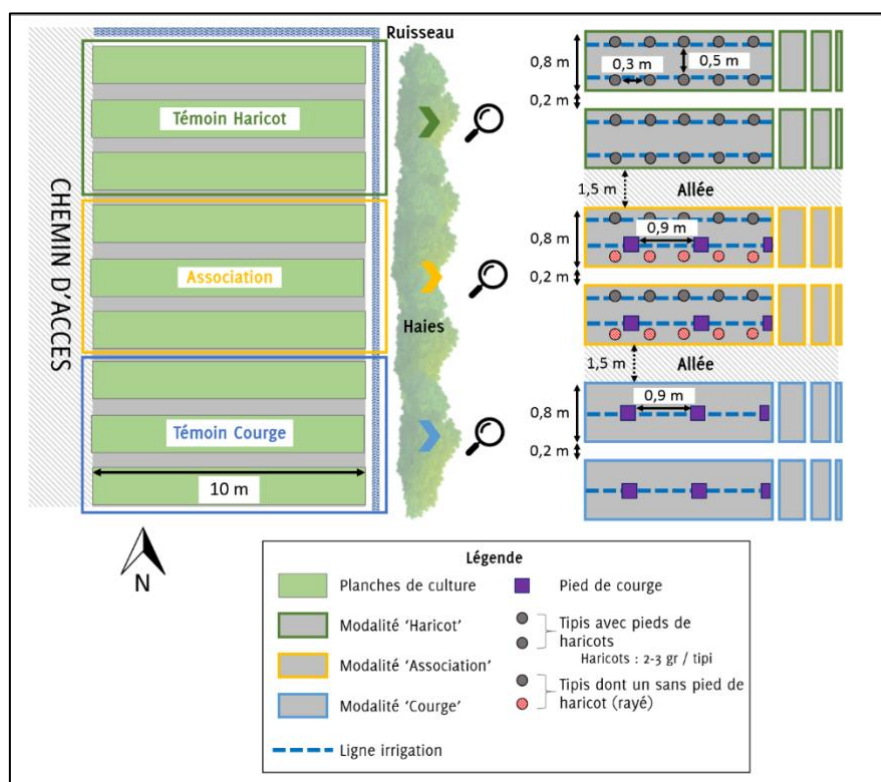 Ruisseau
Témoin Haricot
CHEMIN D'ACCES
Association
Haies
Témoin Courge
10 m
N
0,8 m
0,3 m
0,5 m
0,2 m
1,5 m
Allée
0,8 m
0,9 m
0,2 m
1,5 m
Allée
0,9 m
0,8 m
0,2 m
Légende
Planches de culture
Pied de courge
Modalité 'Haricot'
Tipis avec pieds de
haricots
Haricots : 2-3 gr / tipi
Modalité 'Association'
Tipis dont un sans pied de
haricot (rayé)
Modalité 'Courge'
Ligne irrigation